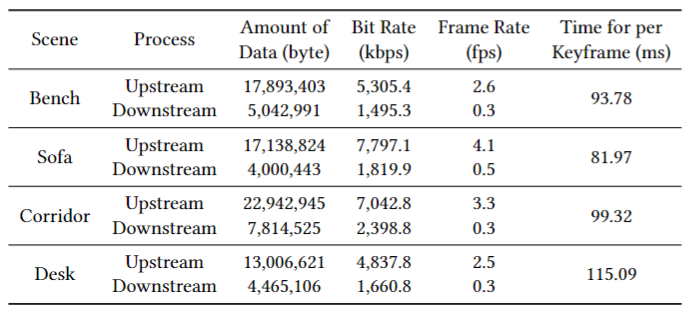 Scene Process Amount of Data (byte) Bit Rate (kbps) Frame Rate (fps) Time for per Keyframe (ms)
Bench Upstream 17,893,403 5,305.4 2.6 93.78
Downstream 5,042,991 1,495.3 0.3
Sofa Upstream 17,138,824 7,797.1 4.1 81.97
Downstream 4,000,443 1,819.9 0.5
Corridor Upstream 22,942,945 7,042.8 3.3 99.32
Downstream 7,814,525 2,398.8 0.3
Desk Upstream 13,006,621 4,837.8 2.5 115.09
Downstream 4,465,106 1,660.8 0.3